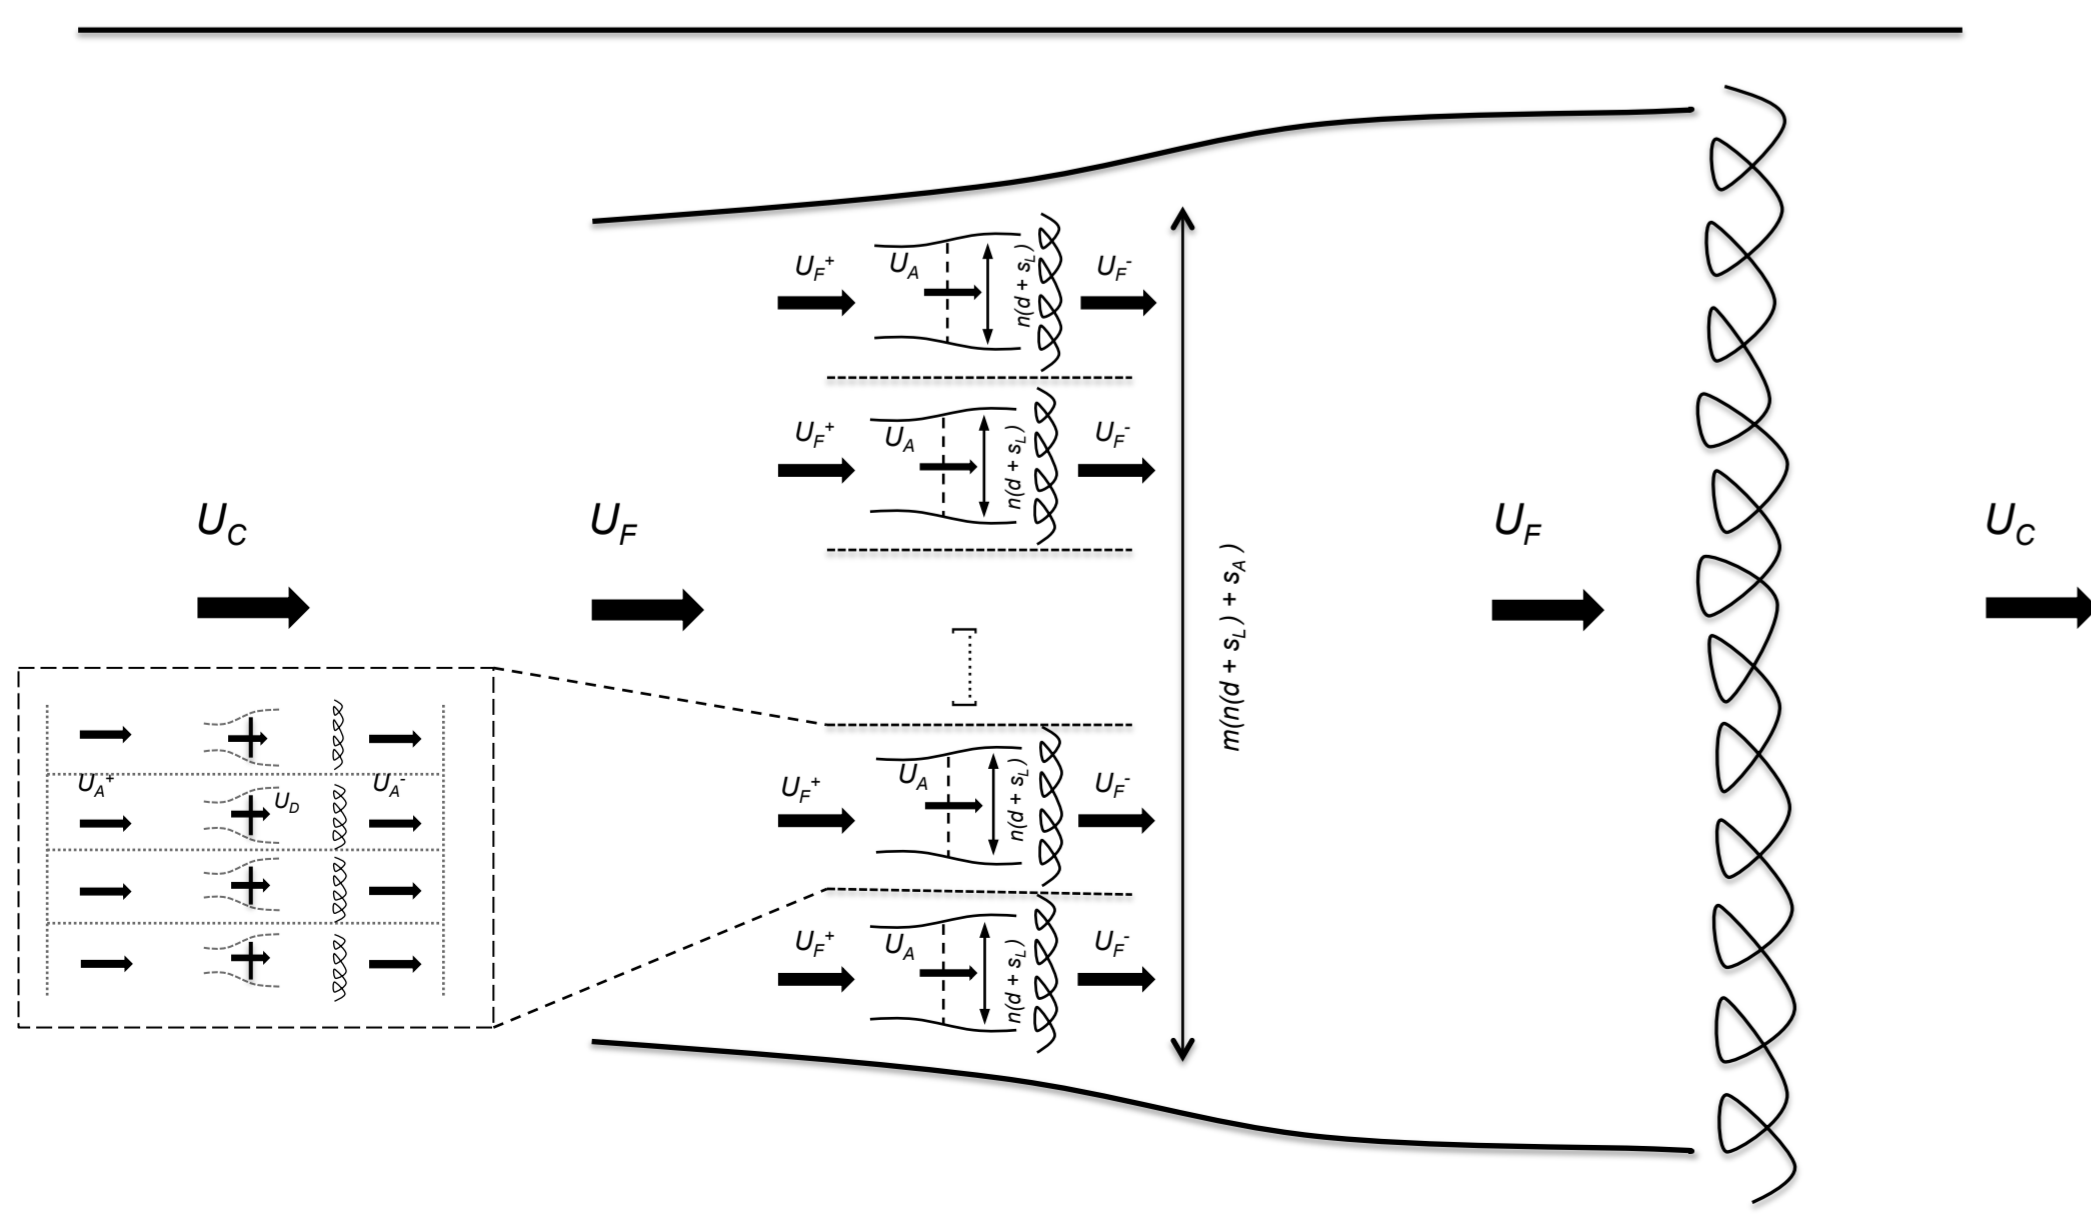 U_F^+
U_A
n(d + s_L)
U_F^-
U_F^+
U_A
n(d + s_L)
U_F^-
U_C
U_F
m(n(d + s_L) + s_A)
U_F
U_C
[........]
U_A^+
U_D
U_A^-
U_F^+
U_A
n(d + s_L)
U_F^-
U_F^+
U_A
n(d + s_L)
U_F^-